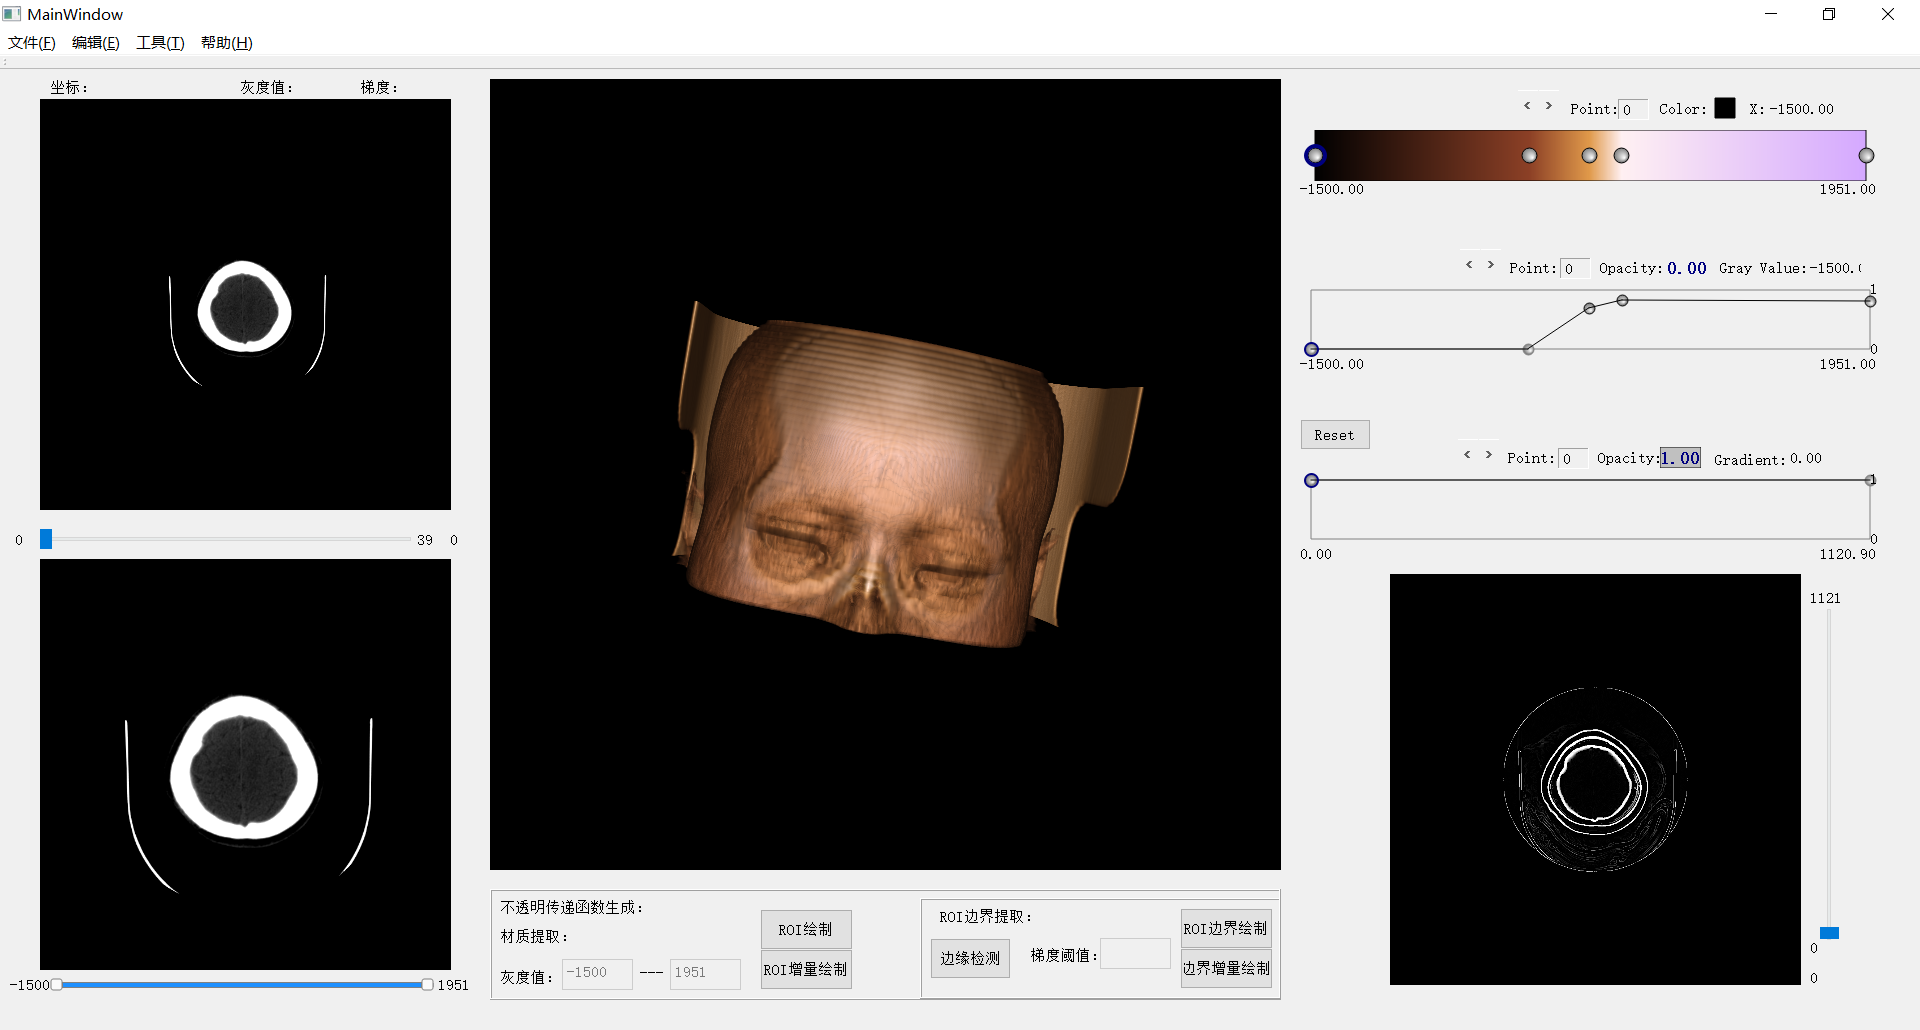 MainWindow
文件(F) 编辑(E) 工具(T) 帮助(H)
坐标： 灰度值： 梯度：
0 39 0
-1500 1951
不透明传递函数生成：
材质提取：
灰度值： -1500 --- 1951
ROI绘制
ROI增量绘制
ROI边界提取：
边缘检测 梯度阈值：
ROI边界绘制
边界增量绘制
< > Point: 0 Color: X: -1500.00
-1500.00 1951.00
< > Point: 0 Opacity: 0.00 Gray Value: -1500.
1
0
-1500.00 1951.00
Reset
< > Point: 0 Opacity: 1.00 Gradient: 0.00
1
0
0.00 1120.90
1121
0
0